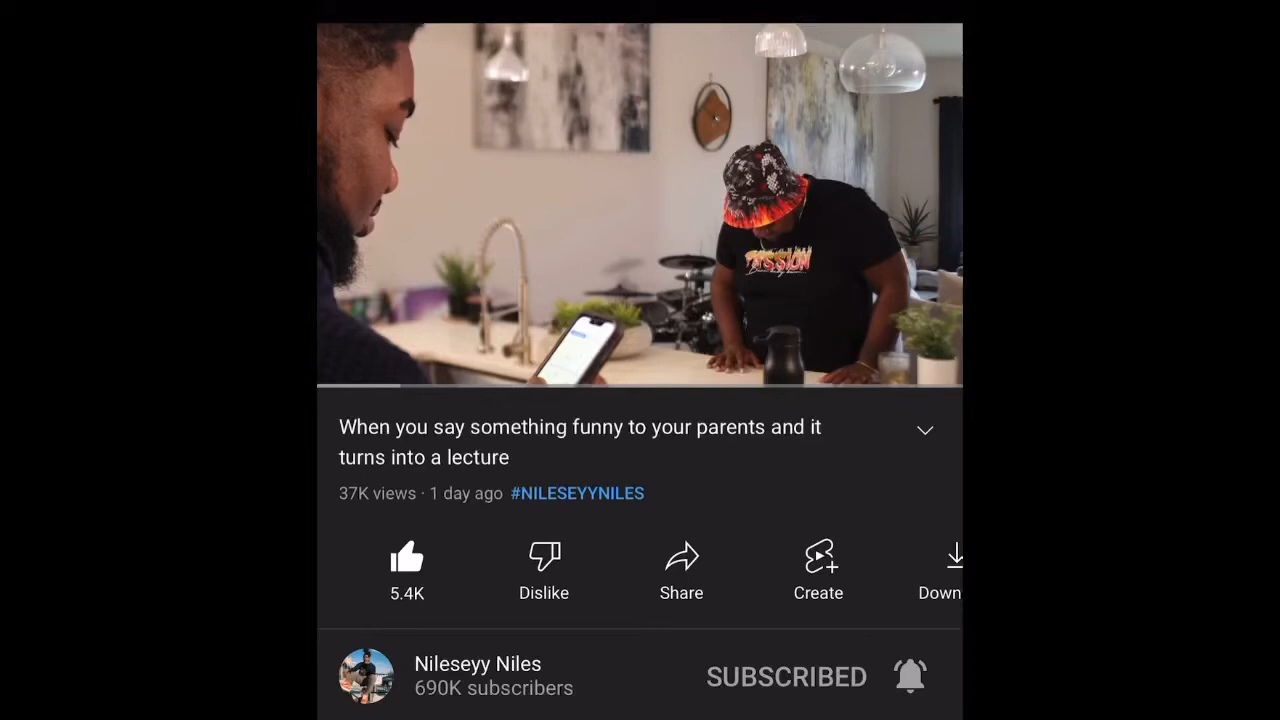 PASSION
When you say something funny to your parents and it
turns into a lecture
37K views · 1 day ago #NILESEYYNILES
5.4K
Dislike
Share
Create
Down
Nileseyy Niles
690K subscribers
SUBSCRIBED